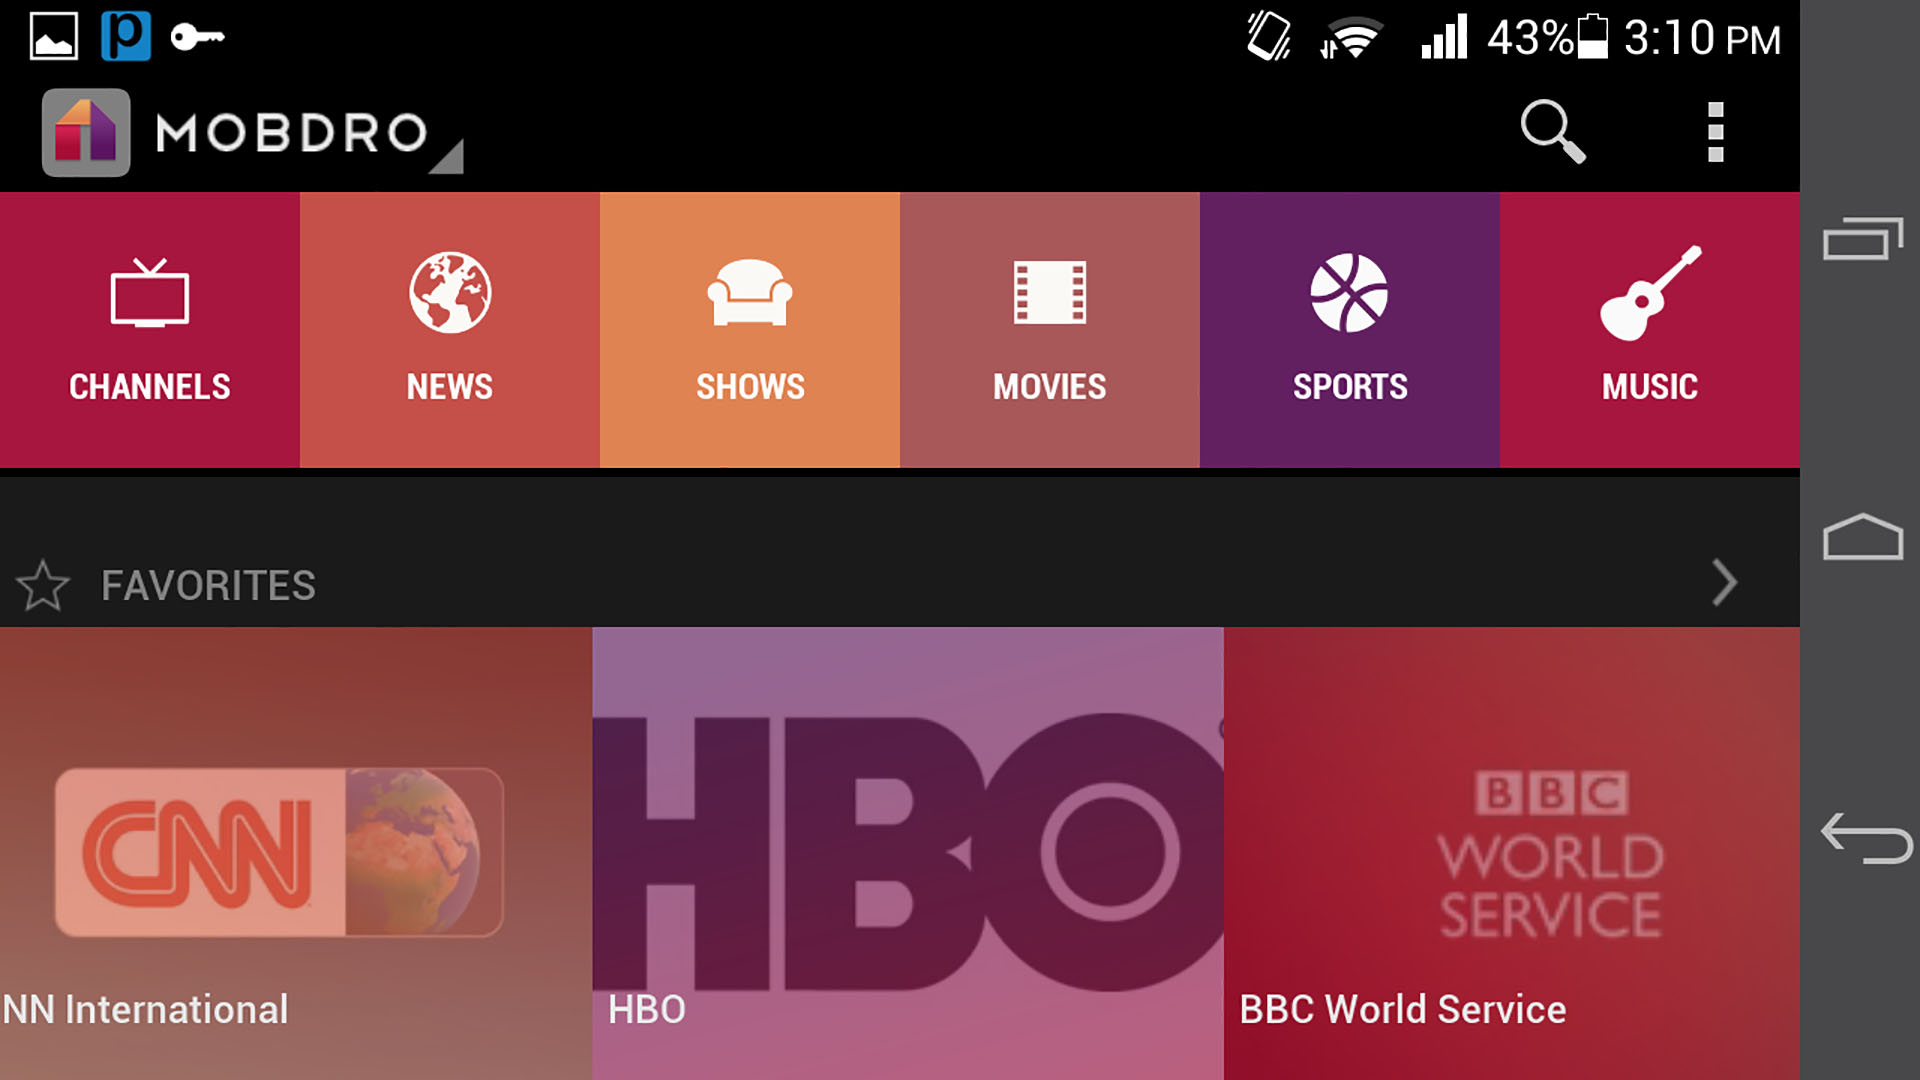 p
43%
3:10 PM
MOBDRO
CHANNELS
NEWS
SHOWS
MOVIES
SPORTS
MUSIC
FAVORITES
CNN
HBO
BBC
WORLD
SERVICE
NN International
HBO
BBC World Service